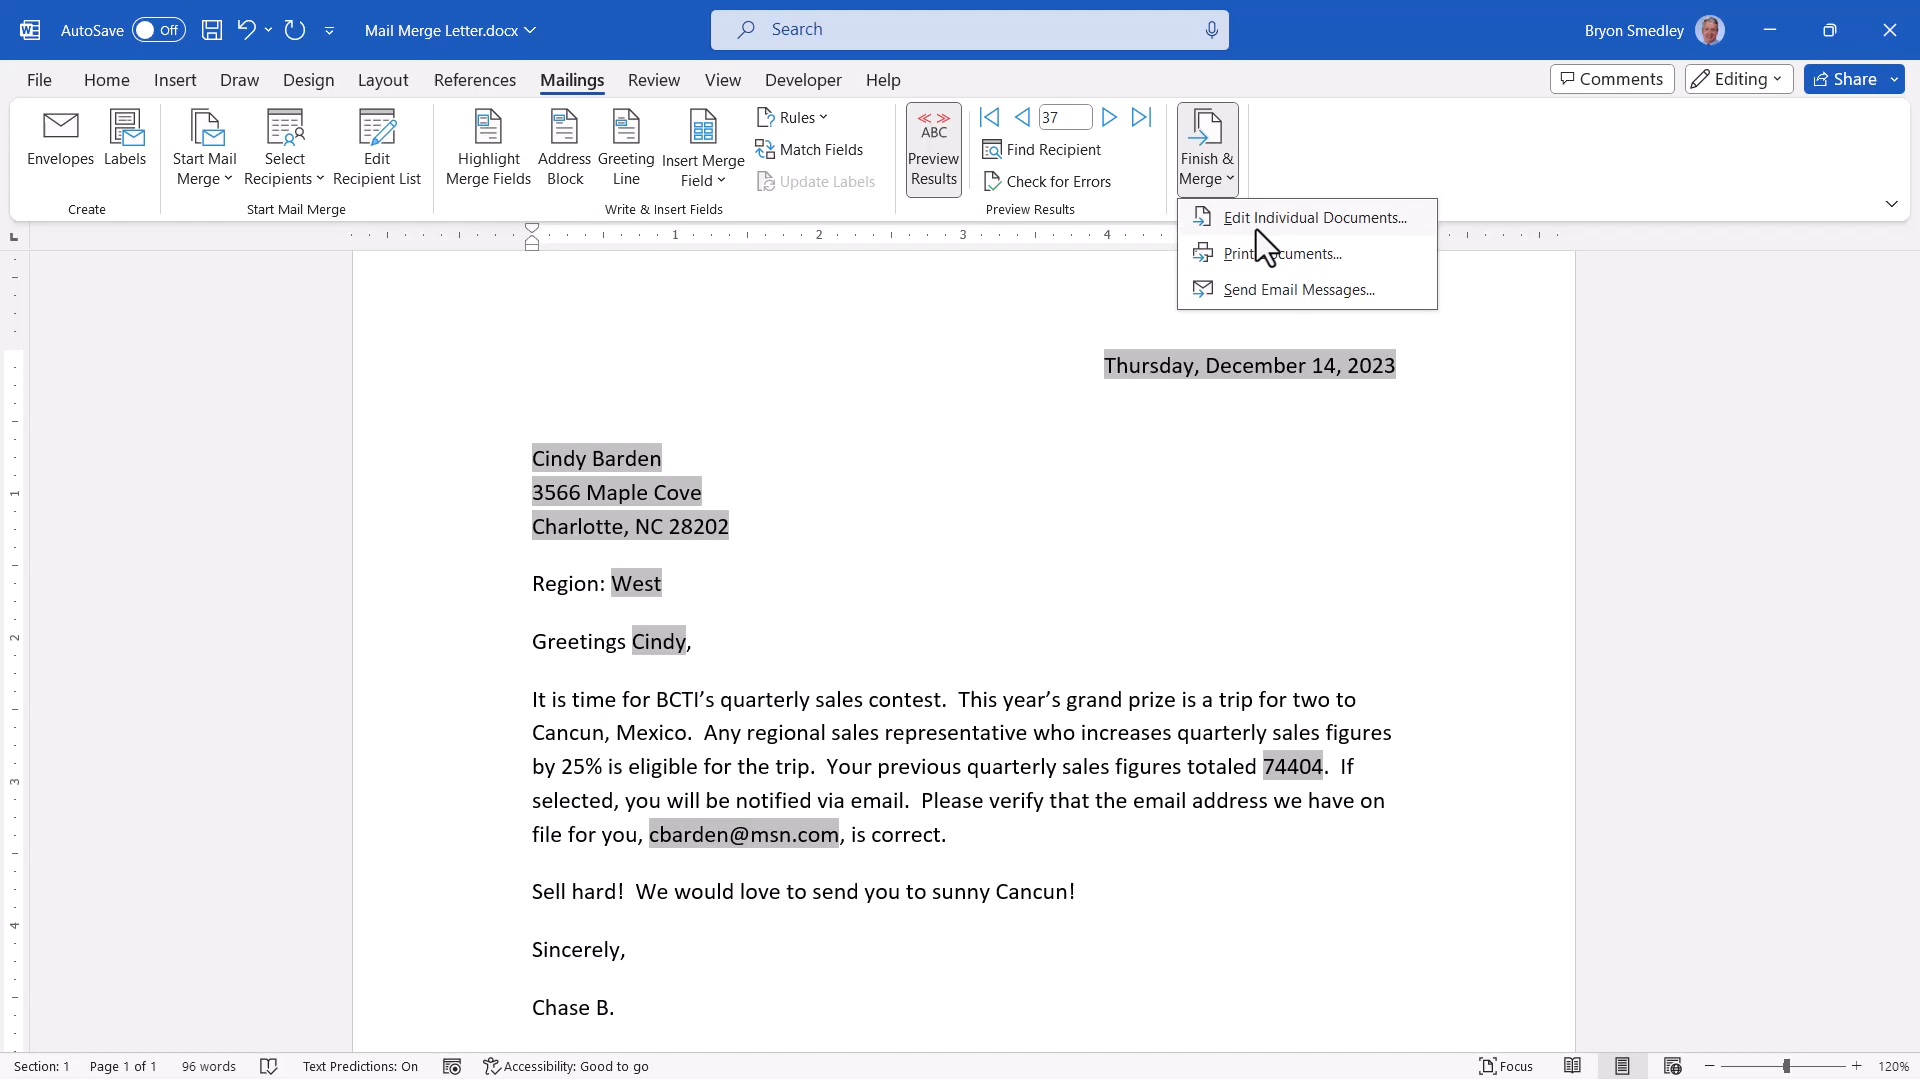 AutoSave Off Mail Merge Letter.docx Search Bryon Smedley
File Home Insert Draw Design Layout References Mailings Review View Developer Help Comments Editing Share
Envelopes
Labels
Create
Start Mail
Merge
Select
Recipients
Edit
Recipient List
Start Mail Merge
Highlight
Merge Fields
Address
Block
Greeting
Line
Insert Merge
Field
Rules
Match Fields
Update Labels
Write & Insert Fields
ABC
Preview
Results
37
Find Recipient
Check for Errors
Preview Results
Finish &
Merge
Edit Individual Documents...
Send Email Messages...
1 2 3 4
1
2
3
4
Thursday, December 14, 2023
Cindy Barden
3566 Maple Cove
Charlotte, NC 28202
Region: West
Greetings Cindy,
It is time for BCTI’s quarterly sales contest. This year’s grand prize is a trip for two to
Cancun, Mexico. Any regional sales representative who increases quarterly sales figures
by 25% is eligible for the trip. Your previous quarterly sales figures totaled 74404. If
selected, you will be notified via email. Please verify that the email address we have on
file for you, cbarden@msn.com, is correct.
Sell hard! We would love to send you to sunny Cancun!
Sincerely,
Chase B.
Section: 1 Page 1 of 1 96 words Text Predictions: On Accessibility: Good to go Focus 120%